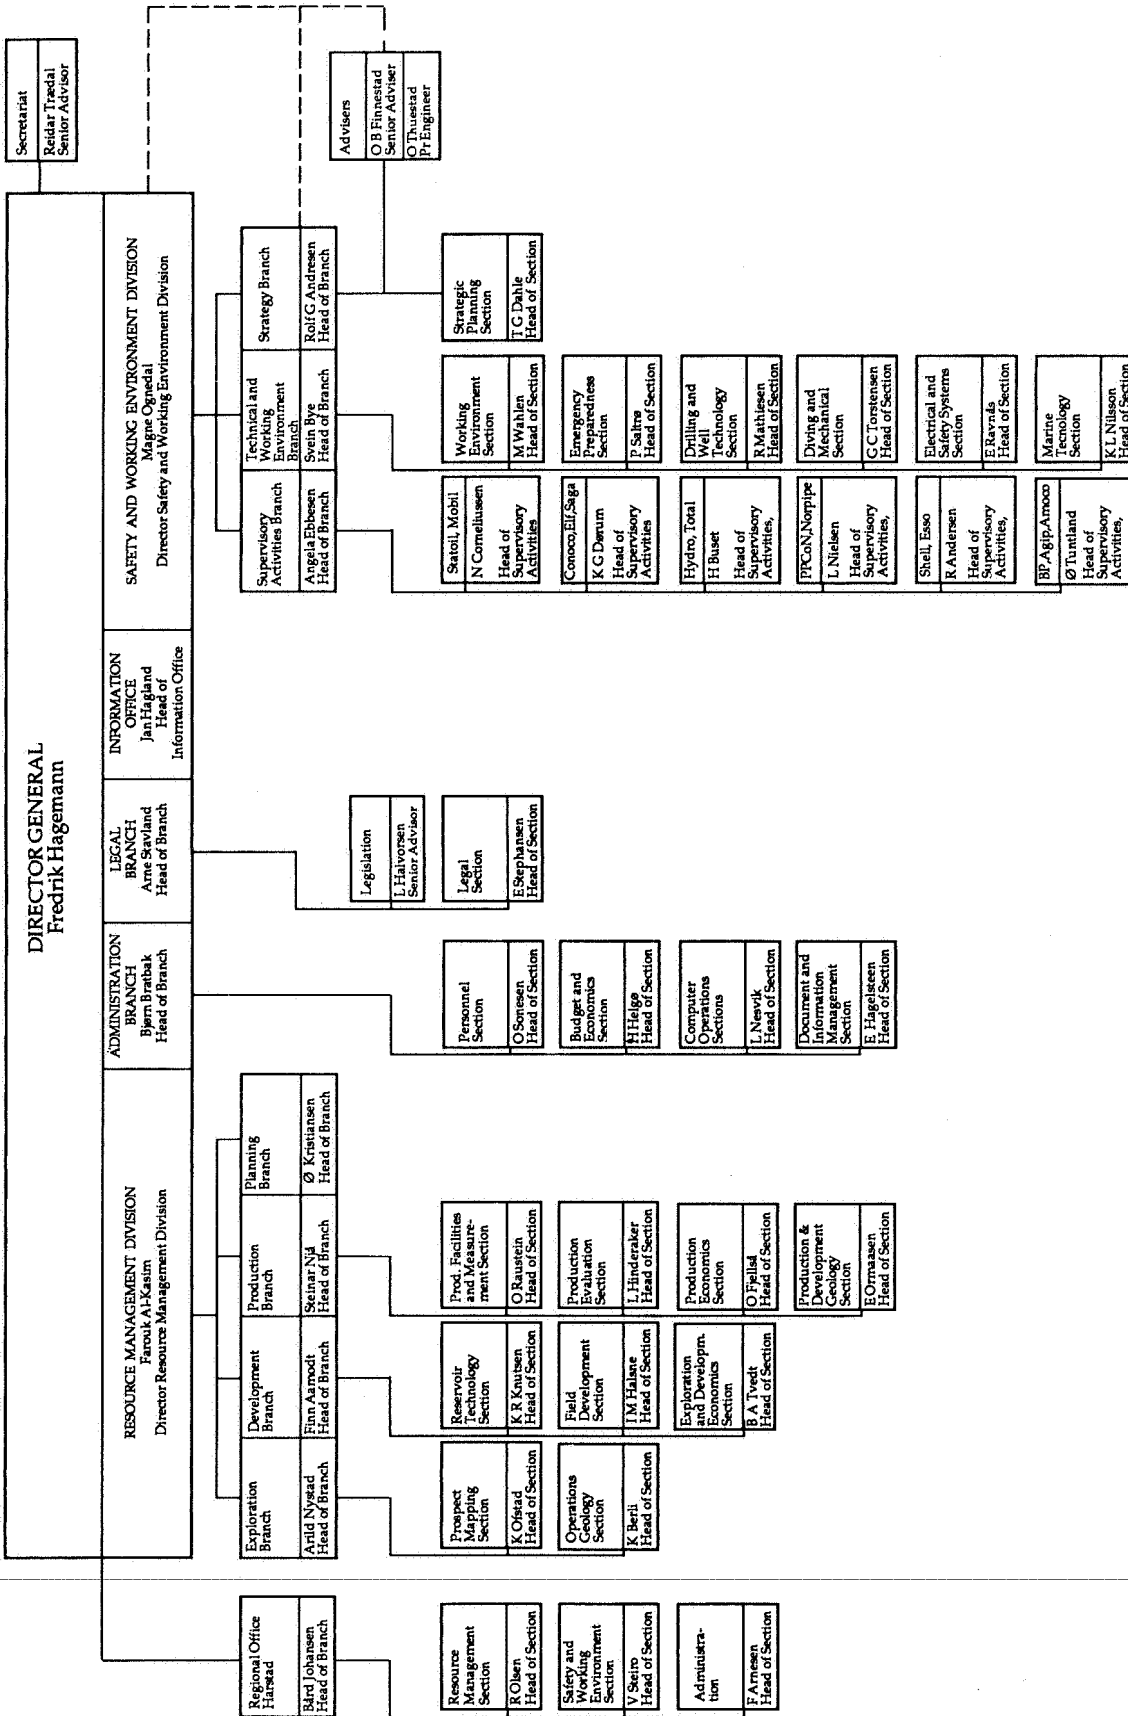 DIRECTOR GENERAL
Fredrik Hagemann
Secretariat
Reidar Trædal
Senior Advisor
RESOURCE MANAGEMENT DIVISION
Farouk Al-Kasim
Director Resource Management Division
ADMINISTRATION
BRANCH
Bjørn Bratbak
Head of Branch
LEGAL
BRANCH
Arne Stavland
Head of Branch
INFORMATION
OFFICE
Jan Hagland
Head of
Information Office
SAFETY AND WORKING ENVIRONMENT DIVISION
Magne Ognedal
Director Safety and Working Environment Division
Regional Office
Harstad
Bård Johansen
Head of Branch
Exploration
Branch
Arild Nystad
Head of Branch
Development
Branch
Finn Aamodt
Head of Branch
Production
Branch
Steinar Njå
Head of Branch
Planning
Branch
Ø Kristiansen
Head of Branch
Supervisory
Activities Branch
Angela Ebbesen
Head of Branch
Technical and
Working
Environment
Branch
Svein Bye
Head of Branch
Strategy Branch
Rolf G Andresen
Head of Branch
Advisers
O B Finnestad
Senior Adviser
O Thuestad
Pr Engineer
Legislation
L Halvorsen
Senior Advisor
Resource
Management
Section
R Olsen
Head of Section
Safety and
Working
Environment
Section
V Steiro
Head of Section
Administra-
tion
F Arnesen
Head of Section
Prospect
Mapping
Section
K Ofstad
Head of Section
Operations
Geology
Section
K Berli
Head of Section
Reservoir
Technology
Section
K R Knutsen
Head of Section
Field
Development
Section
I M Halsne
Head of Section
Exploration
and Developm.
Economics
Section
B A Tvedt
Head of Section
Prod. Facilities
and Measure-
ment Section
O Raustein
Head of Section
Production
Evaluation
Section
L Hinderaker
Head of Section
Production
Economics
Section
O Fjellså
Head of Section
Production &
Development
Geology
Section
E Ormaasen
Head of Section
Personnel
Section
O Sonesen
Head of Section
Budget and
Economics
Section
H Helgø
Head of Section
Computer
Operations
Sections
L Nesvik
Head of Section
Document and
Information
Management
Section
E Hagelsteen
Head of Section
Legal
Section
E Stephansen
Head of Section
Statoil, Mobil
N Corneliussen
Head of
Supervisory
Activities
Conoco,Elf,Saga
K G Dørum
Head of
Supervisory
Activities
Hydro, Total
H Buset
Head of
Supervisory
Activities,
PPCoN,Norpipe
L Nielsen
Head of
Supervisory
Activities,
Shell, Esso
R Andersen
Head of
Supervisory
Activities,
BP,Agip,Amoco
Ø Tuntland
Head of
Supervisory
Activities,
Working
Environment
Section
M Wahlen
Head of Section
Emergency
Preparedness
Section
P Saltrø
Head of Section
Drilling and
Well
Technology
Section
R Mathiesen
Head of Section
Diving and
Mechanical
Section
G C Torstensen
Head of Section
Electrical and
Safety Systems
Section
E Ravnås
Head of Section
Marine
Tecnology
Section
K L Nilsson
Head of Section
Strategic
Planning
Section
T G Dahle
Head of Section